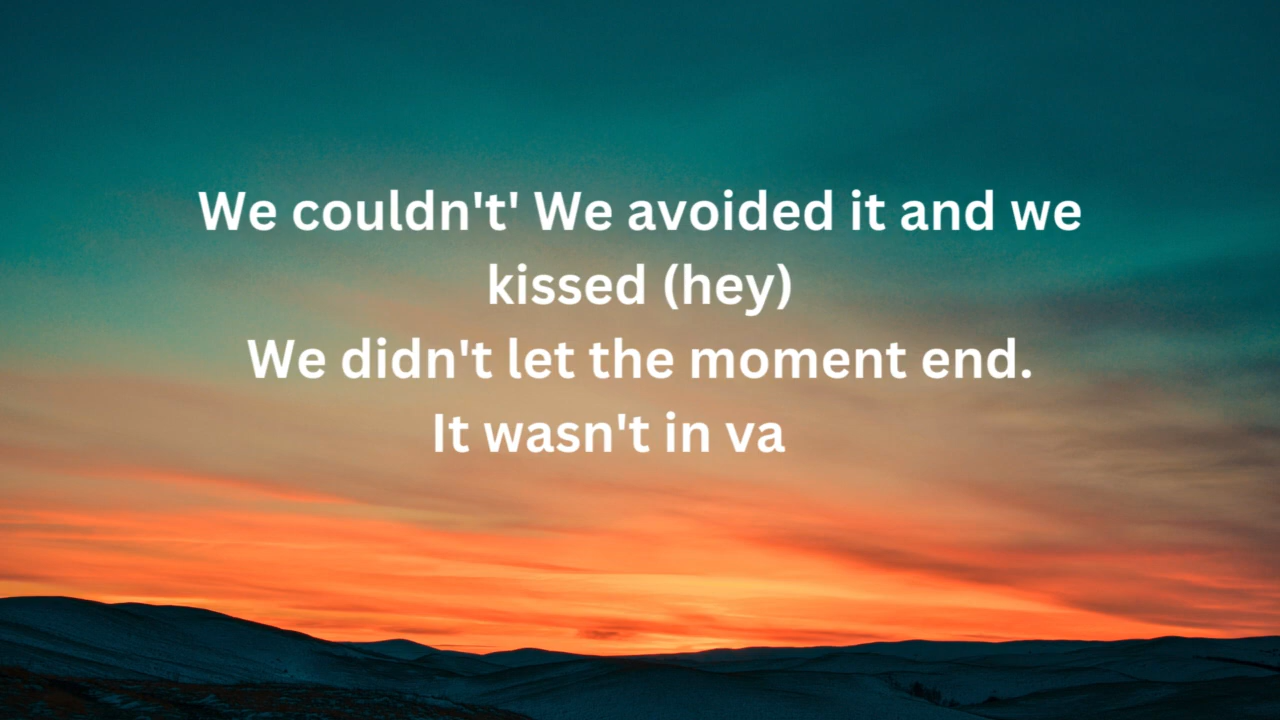 We couldn't' We avoided it and we
kissed (hey)
We didn't let the moment end.
It wasn't in va